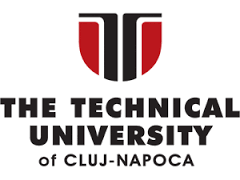 THE TECHNICAL
UNIVERSITY
of CLUJ-NAPOCA